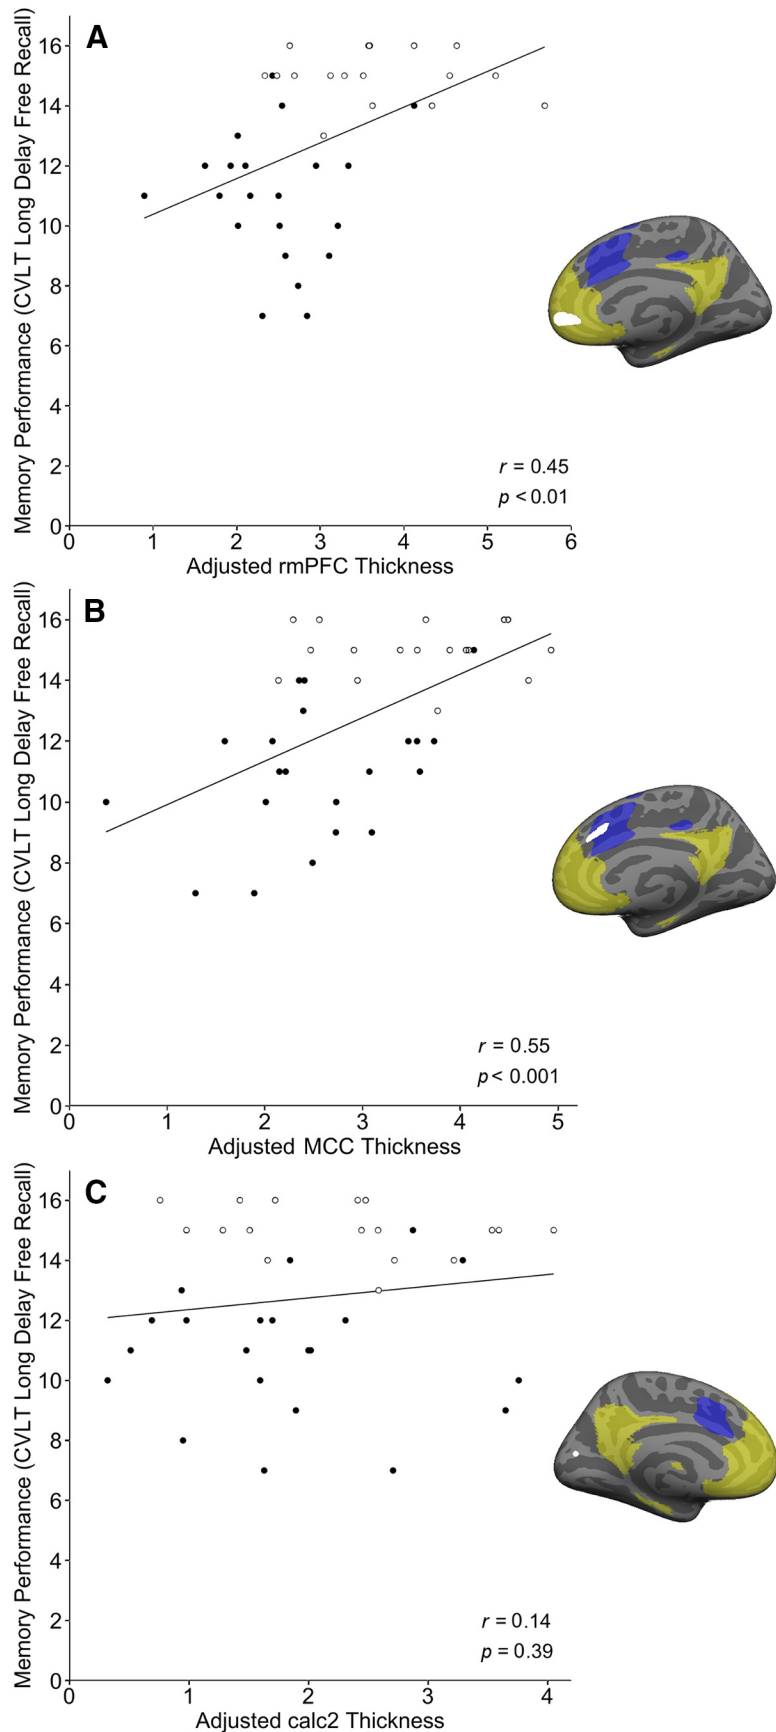 A
Memory Performance (CVLT Long Delay Free Recall)
16
14
12
10
8
6
4
2
0
r = 0.45
p < 0.01
0 1 2 3 4 5 6
Adjusted rmPFC Thickness
B
Memory Performance (CVLT Long Delay Free Recall)
16
14
12
10
8
6
4
2
0
r = 0.55
p < 0.001
0 1 2 3 4 5
Adjusted MCC Thickness
C
Memory Performance (CVLT Long Delay Free Recall)
16
14
12
10
8
6
4
2
0
r = 0.14
p = 0.39
0 1 2 3 4
Adjusted calc2 Thickness